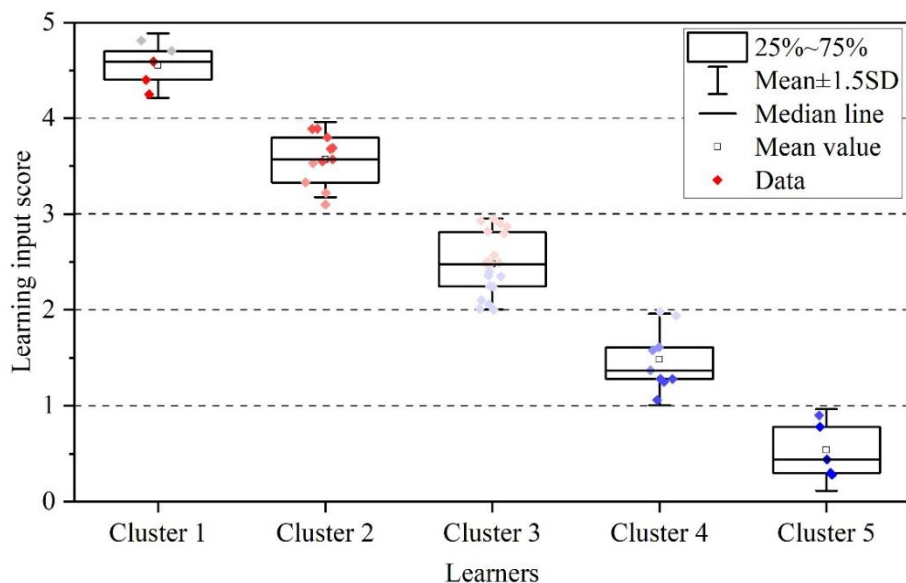 5
4
3
2
1
0
Learning input score
25%~75%
Mean±1.5SD
Median line
Mean value
Data
Cluster 1 Cluster 2 Cluster 3 Cluster 4 Cluster 5
Learners